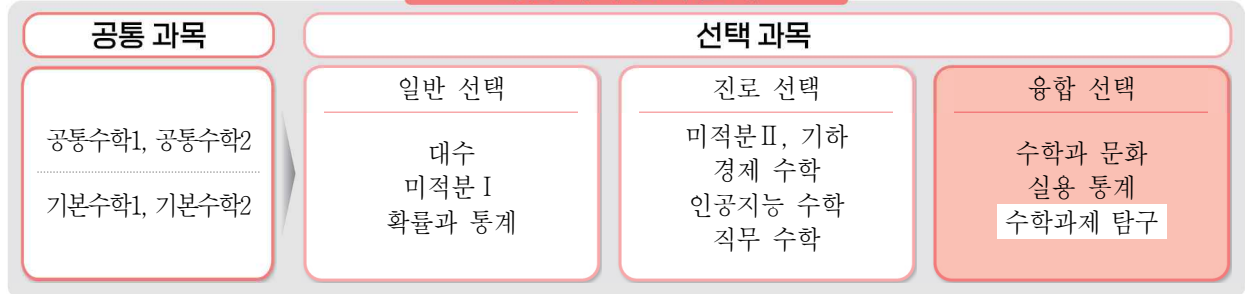 공통 과목
선택 과목
공통수학1, 공통수학2
기본수학1, 기본수학2
일반 선택
대수
미적분Ⅰ
확률과 통계
진로 선택
미적분Ⅱ, 기하
경제 수학
인공지능 수학
직무 수학
융합 선택
수학과 문화
실용 통계
수학과제 탐구